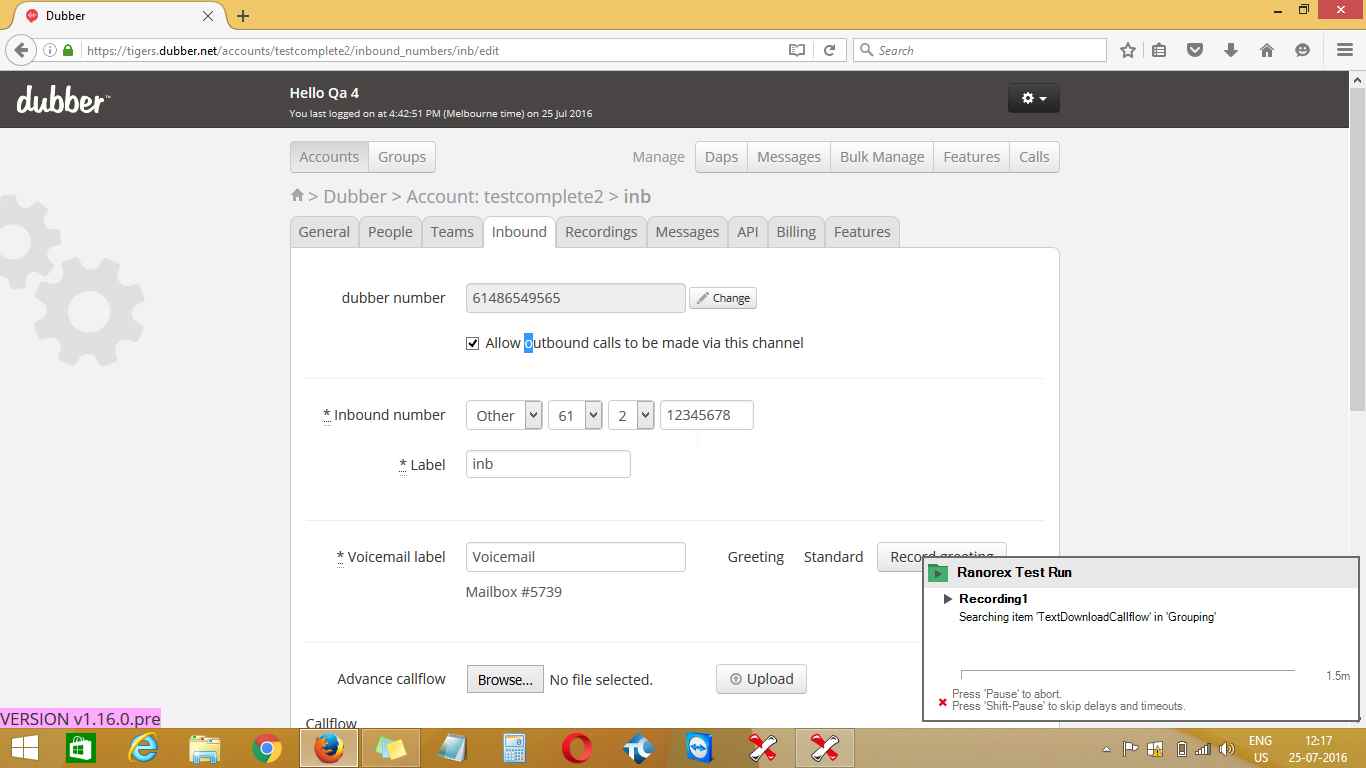 Dubber
https://tigers.dubber.net/accounts/testcomplete2/inbound_numbers/inb/edit
Search
dubber™
Hello Qa 4
You last logged on at 4:42:51 PM (Melbourne time) on 25 Jul 2016
Accounts Groups Manage Daps Messages Bulk Manage Features Calls
> Dubber > Account: testcomplete2 > inb
General People Teams Inbound Recordings Messages API Billing Features
dubber number 61486549565 Change
Allow outbound calls to be made via this channel
* Inbound number Other 61 2 12345678
* Label inb
* Voicemail label Voicemail Greeting Standard Record greeting
Mailbox #5739
Advance callflow Browse... No file selected. Upload
Callflow
Ranorex Test Run
Recording1
Searching item 'TextDownloadCallflow' in 'Grouping'
1.5m
Press 'Pause' to abort.
Press 'Shift-Pause' to skip delays and timeouts.
VERSION v1.16.0.pre
ENG
US
12:17
25-07-2016